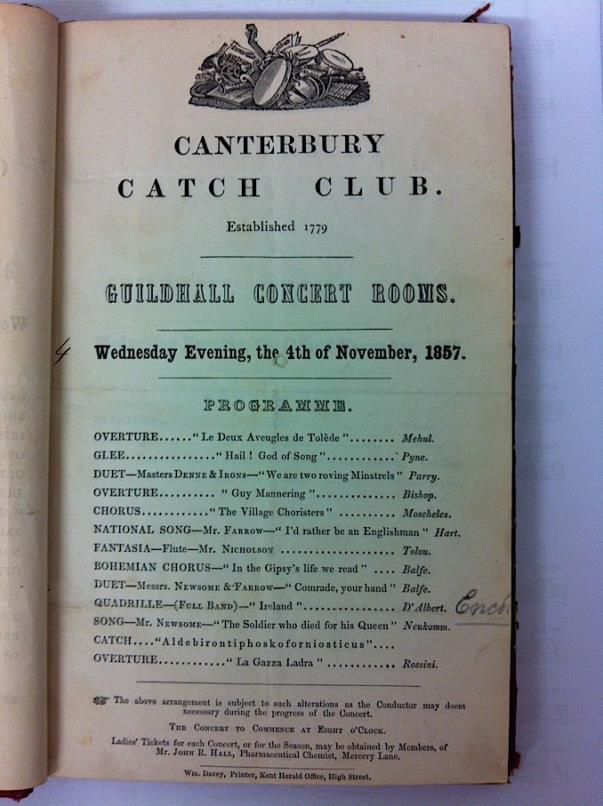 CANTERBURY
CATCH CLUB.
Established 1779
GUILDHALL CONCERT ROOMS.
4 Wednesday Evening, the 4th of November, 1857.
PROGRAMME.
OVERTURE......"Le Deux Aveugles de Tolède"........ Mehul.
GLEE................"Hail! God of Song"............ Pyne.
DUET—Masters DENNE & IRONS—"We are two roving Minstrels" Parry.
OVERTURE.......... "Guy Mannering".............. Bishop.
CHORUS............"The Village Choristers" .......... Moscheles.
NATIONAL SONG—Mr. FARROW—"I'd rather be an Englishman" Hart.
FANTASIA—Flute—Mr. NICHOLSON .................... Tolou.
BOHEMIAN CHORUS—"In the Gipsy's life we read" .... Balfe.
DUET—Messrs. NEWSOME & FARROW—"Comrade, your hand" Balfe.
QUADRILLE—(FULL BAND)—"Ireland"................ D'Albert.
SONG—Mr. NEWSOME—"The Soldier who died for his Queen" Neukomm.
CATCH...."Aldebirontiphoskoforniosticus"....
OVERTURE............"La Gazza Ladra" ............ Rossini.
The above arrangement is subject to such alterations as the Conductor may deem
necessary during the progress of the Concert.
THE CONCERT TO COMMENCE AT EIGHT O'CLOCK.
Ladies' Tickets for each Concert, or for the Season, may be obtained by Members, of
Mr. JOHN R. HALL, Pharmaceutical Chemist, Mercery Lane.
Wm. Davey, Printer, Kent Herald Office, High Street.